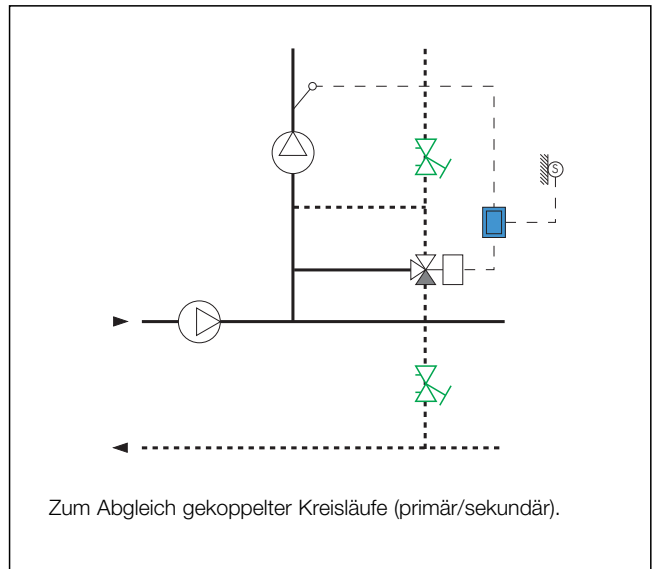 S
Zum Abgleich gekoppelter Kreisläufe (primär/sekundär).